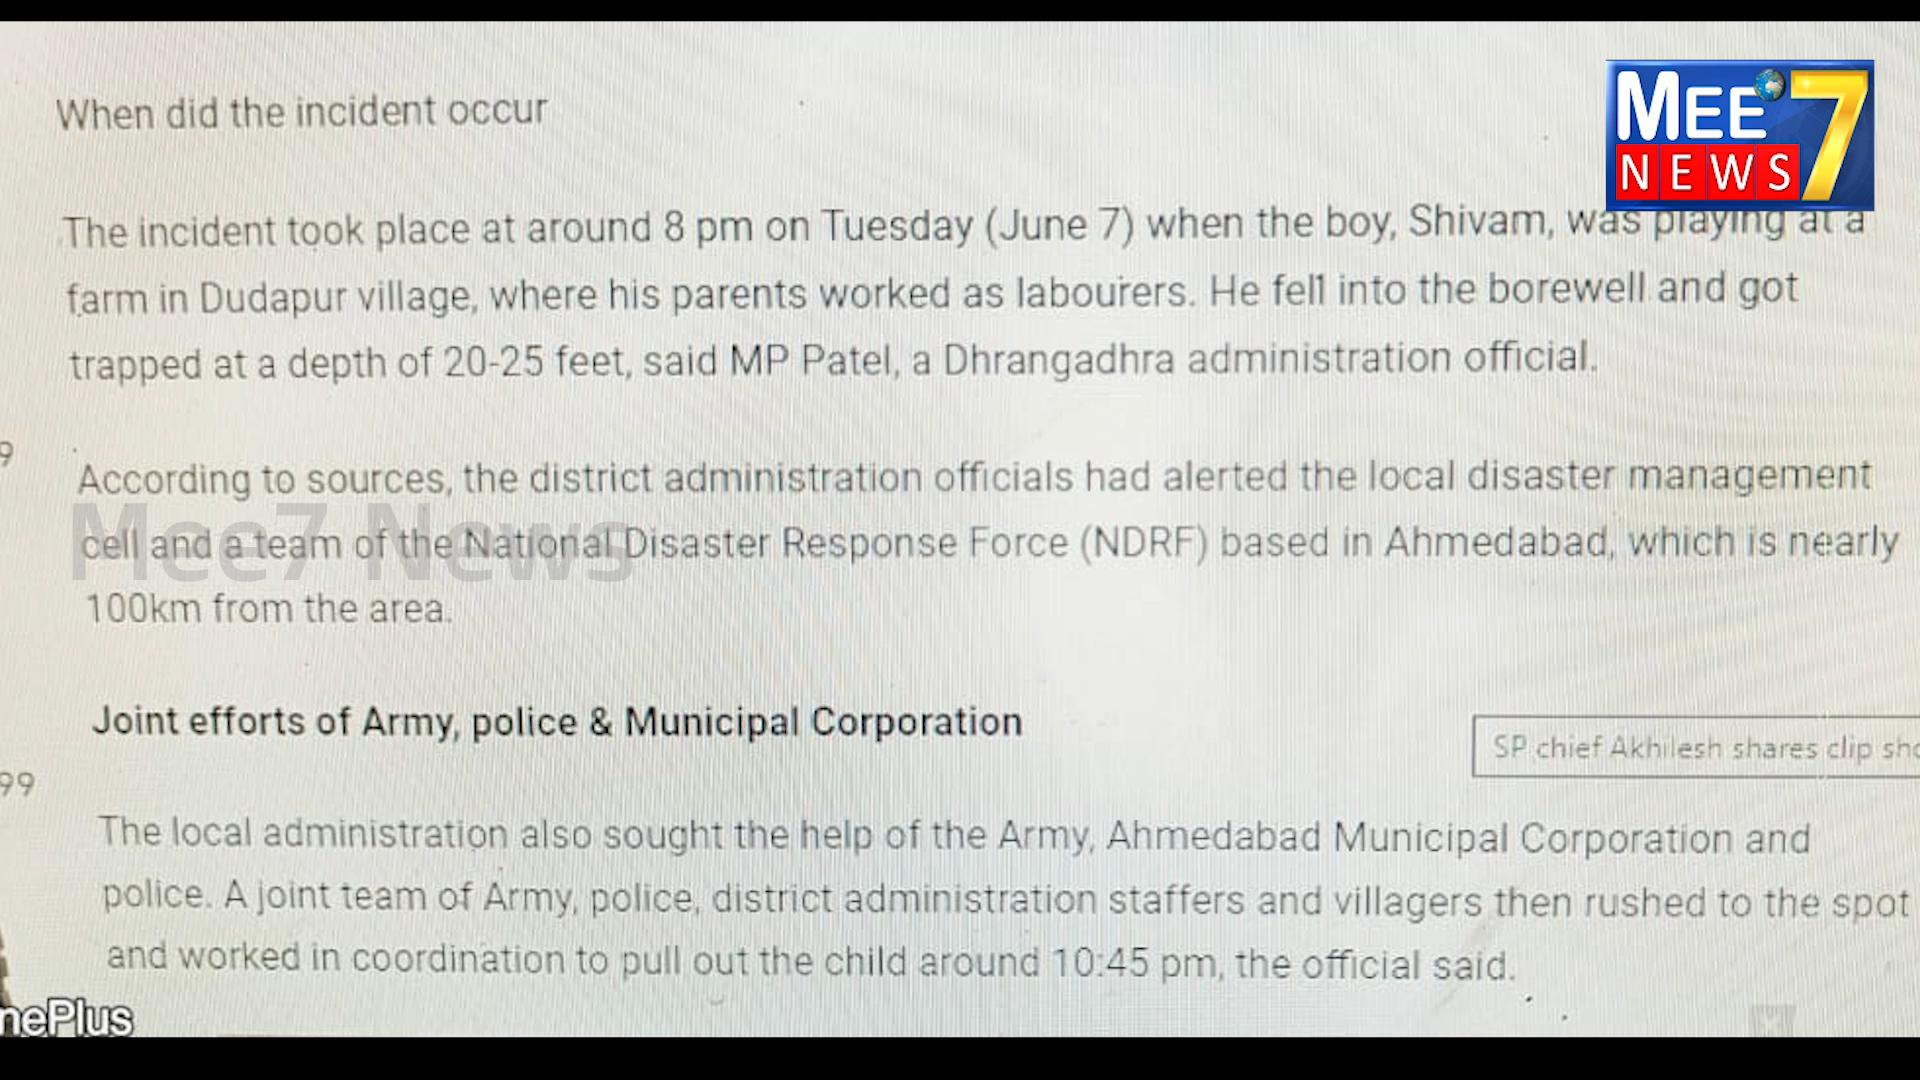 When did the incident occur
MEE 7
NEWS
The incident took place at around 8 pm on Tuesday (June 7) when the boy, Shivam, was playing at a
farm in Dudapur village, where his parents worked as labourers. He fell into the borewell and got
trapped at a depth of 20-25 feet, said MP Patel, a Dhrangadhra administration official.
9
According to sources, the district administration officials had alerted the local disaster management
Mee7 News
cell and a team of the National Disaster Response Force (NDRF) based in Ahmedabad, which is nearly
100km from the area.
Joint efforts of Army, police & Municipal Corporation
SP chief Akhilesh shares clip sho
99
The local administration also sought the help of the Army, Ahmedabad Municipal Corporation and
police. A joint team of Army, police, district administration staffers and villagers then rushed to the spot
and worked in coordination to pull out the child around 10:45 pm, the official said.
nePlus